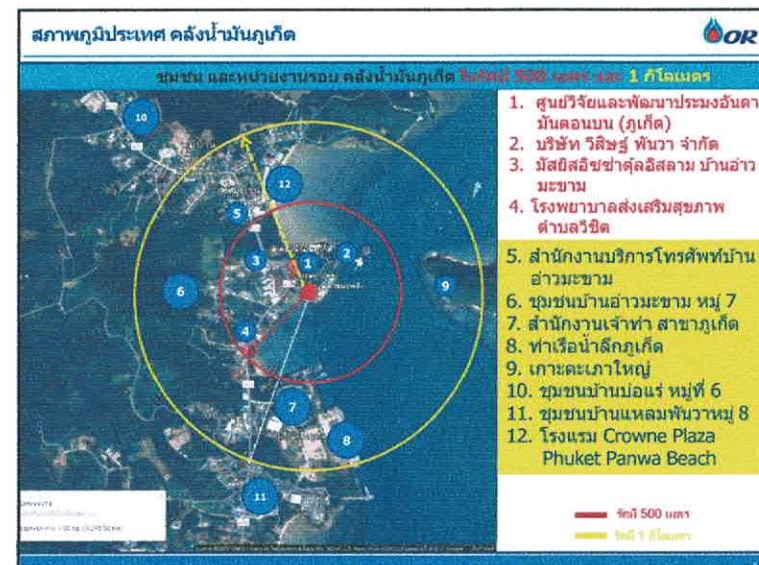 สภาพภูมิประเทศ คลังน้ำมันภูเก็ต
OR
ชุมชน และหน่วยงานรอบ คลังน้ำมันภูเก็ต ในรัศมี 500 เมตร และ 1 กิโลเมตร
1. ศูนย์วิจัยและพัฒนาประมงอันดา
มันตอนบน (ภูเก็ต)
2. บริษัท วิสิษฐ์ พันวา จำกัด
3. มัสยิสอิซซ่าตุ้ลอิสลาม บ้านอ่าว
มะขาม
4. โรงพยาบาลส่งเสริมสุขภาพ
ตำบลวิชิต
5. สำนักงานบริการโทรศัพท์บ้าน
อ่าวมะขาม
6. ชุมชนบ้านอ่าวมะขาม หมู่ 7
7. สำนักงานเจ้าท่า สาขาภูเก็ต
8. ท่าเรือน้ำลึกภูเก็ต
9. เกาะตะเภาใหญ่
10. ชุมชนบ้านบ่อแร่ หมู่ที่ 6
11. ชุมชนบ้านแหลมพันวาหมู่ 8
12. โรงแรม Crowne Plaza
Phuket Panwa Beach
รัศมี 500 เมตร
รัศมี 1 กิโลเมตร
10
12
5
3
1
2
6
9
4
7
8
11